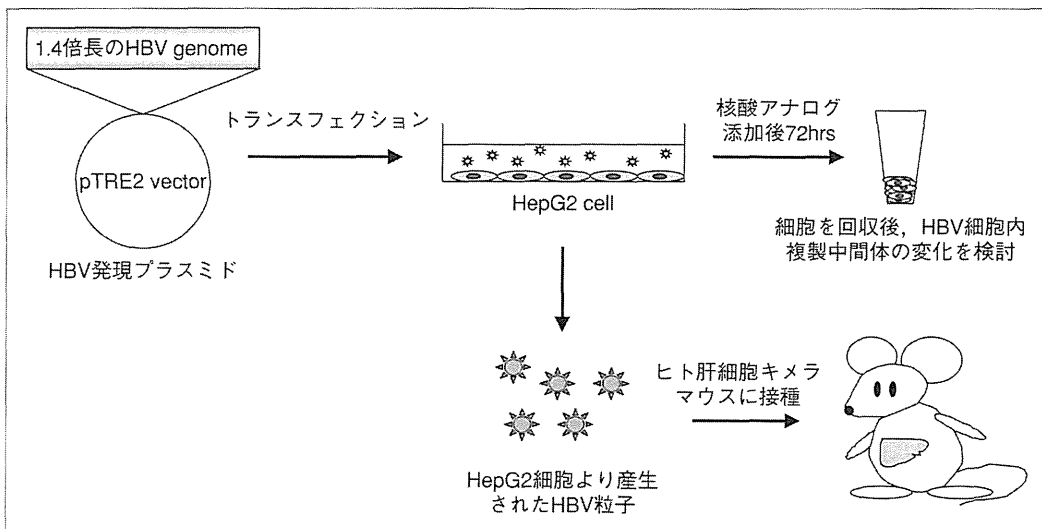 1.4倍長のHBV genome
pTRE2 vector
HBV発現プラスミド
トランスフェクション
HepG2 cell
核酸アナログ
添加後72hrs
細胞を回収後，HBV細胞内
複製中間体の変化を検討
HepG2細胞より産生
されたHBV粒子
ヒト肝細胞キメラ
マウスに接種